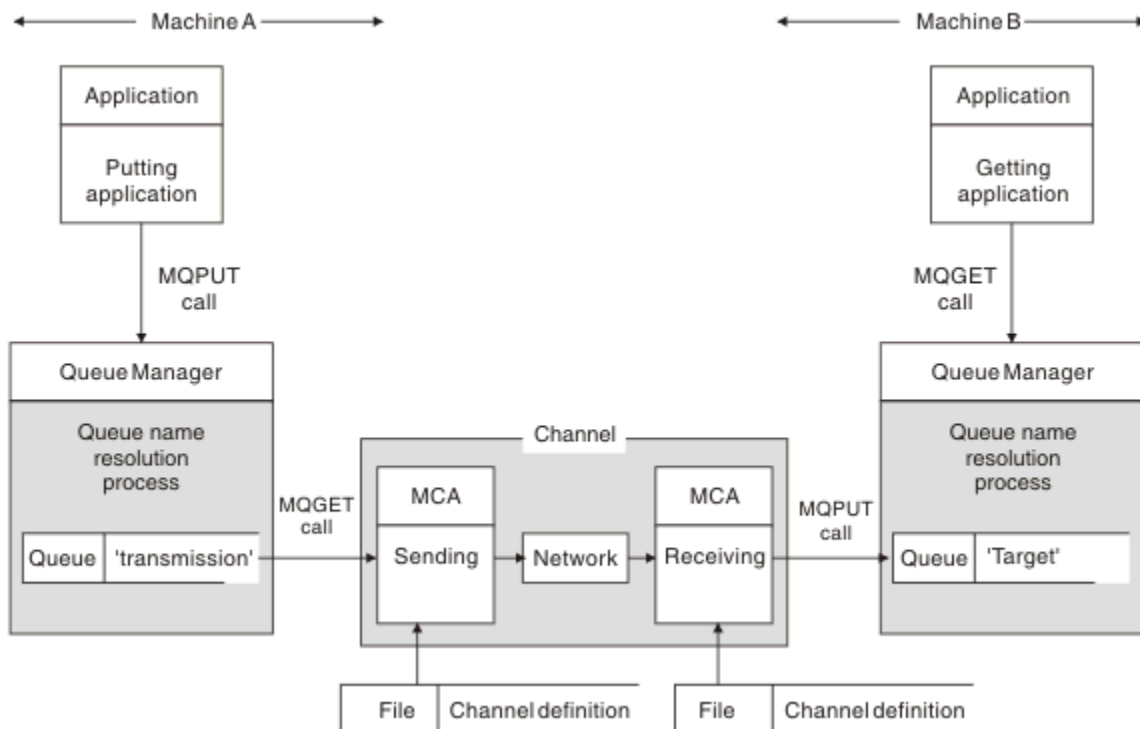 Machine A
Machine B
Application
Putting
application
Application
Getting
application
MQPUT
call
MQGET
call
Queue Manager
Queue name
resolution
process
Queue 'transmission'
MQGET
call
Channel
MCA
Sending
Network
MCA
Receiving
MQPUT
call
Queue Manager
Queue name
resolution
process
Queue 'Target'
File Channel definition
File Channel definition